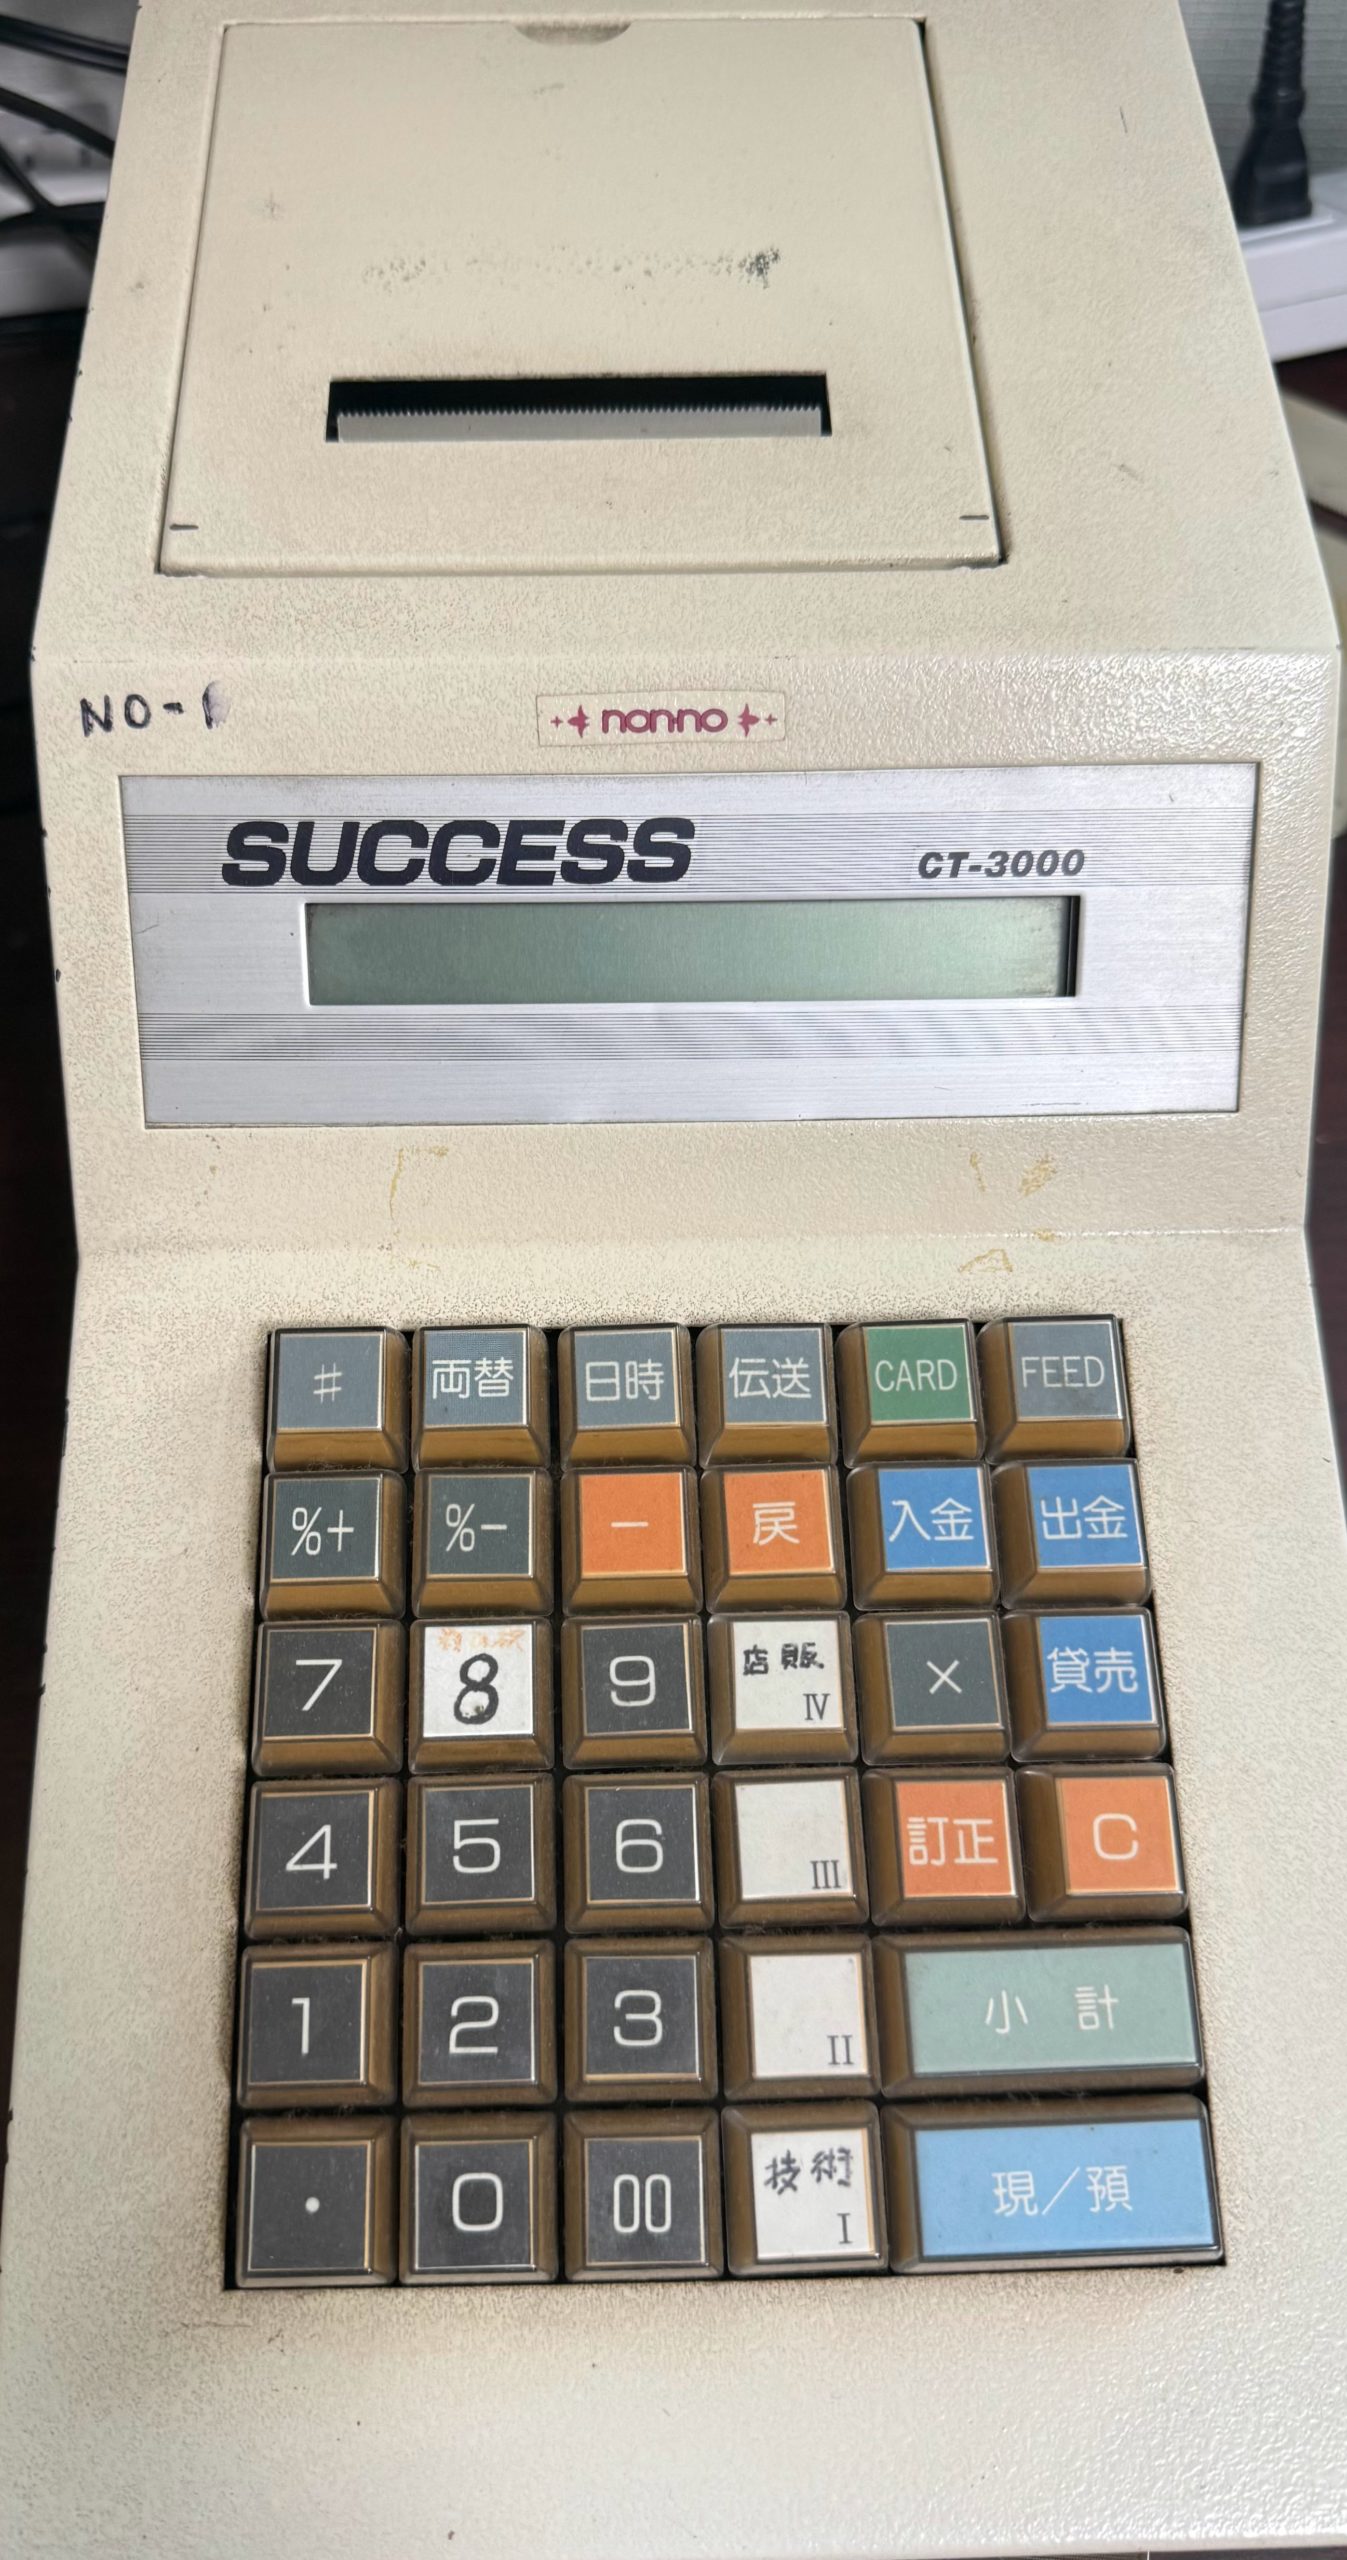 NO-1
non·no
SUCCESS CT-3000
# 両替 日時 伝送 CARD FEED
%+ %- − 戻 入金 出金
7 8 9 店販 IV × 貸売
4 5 6 III 訂正 C
1 2 3 II 小計
・ 0 00 技術 I 現/預